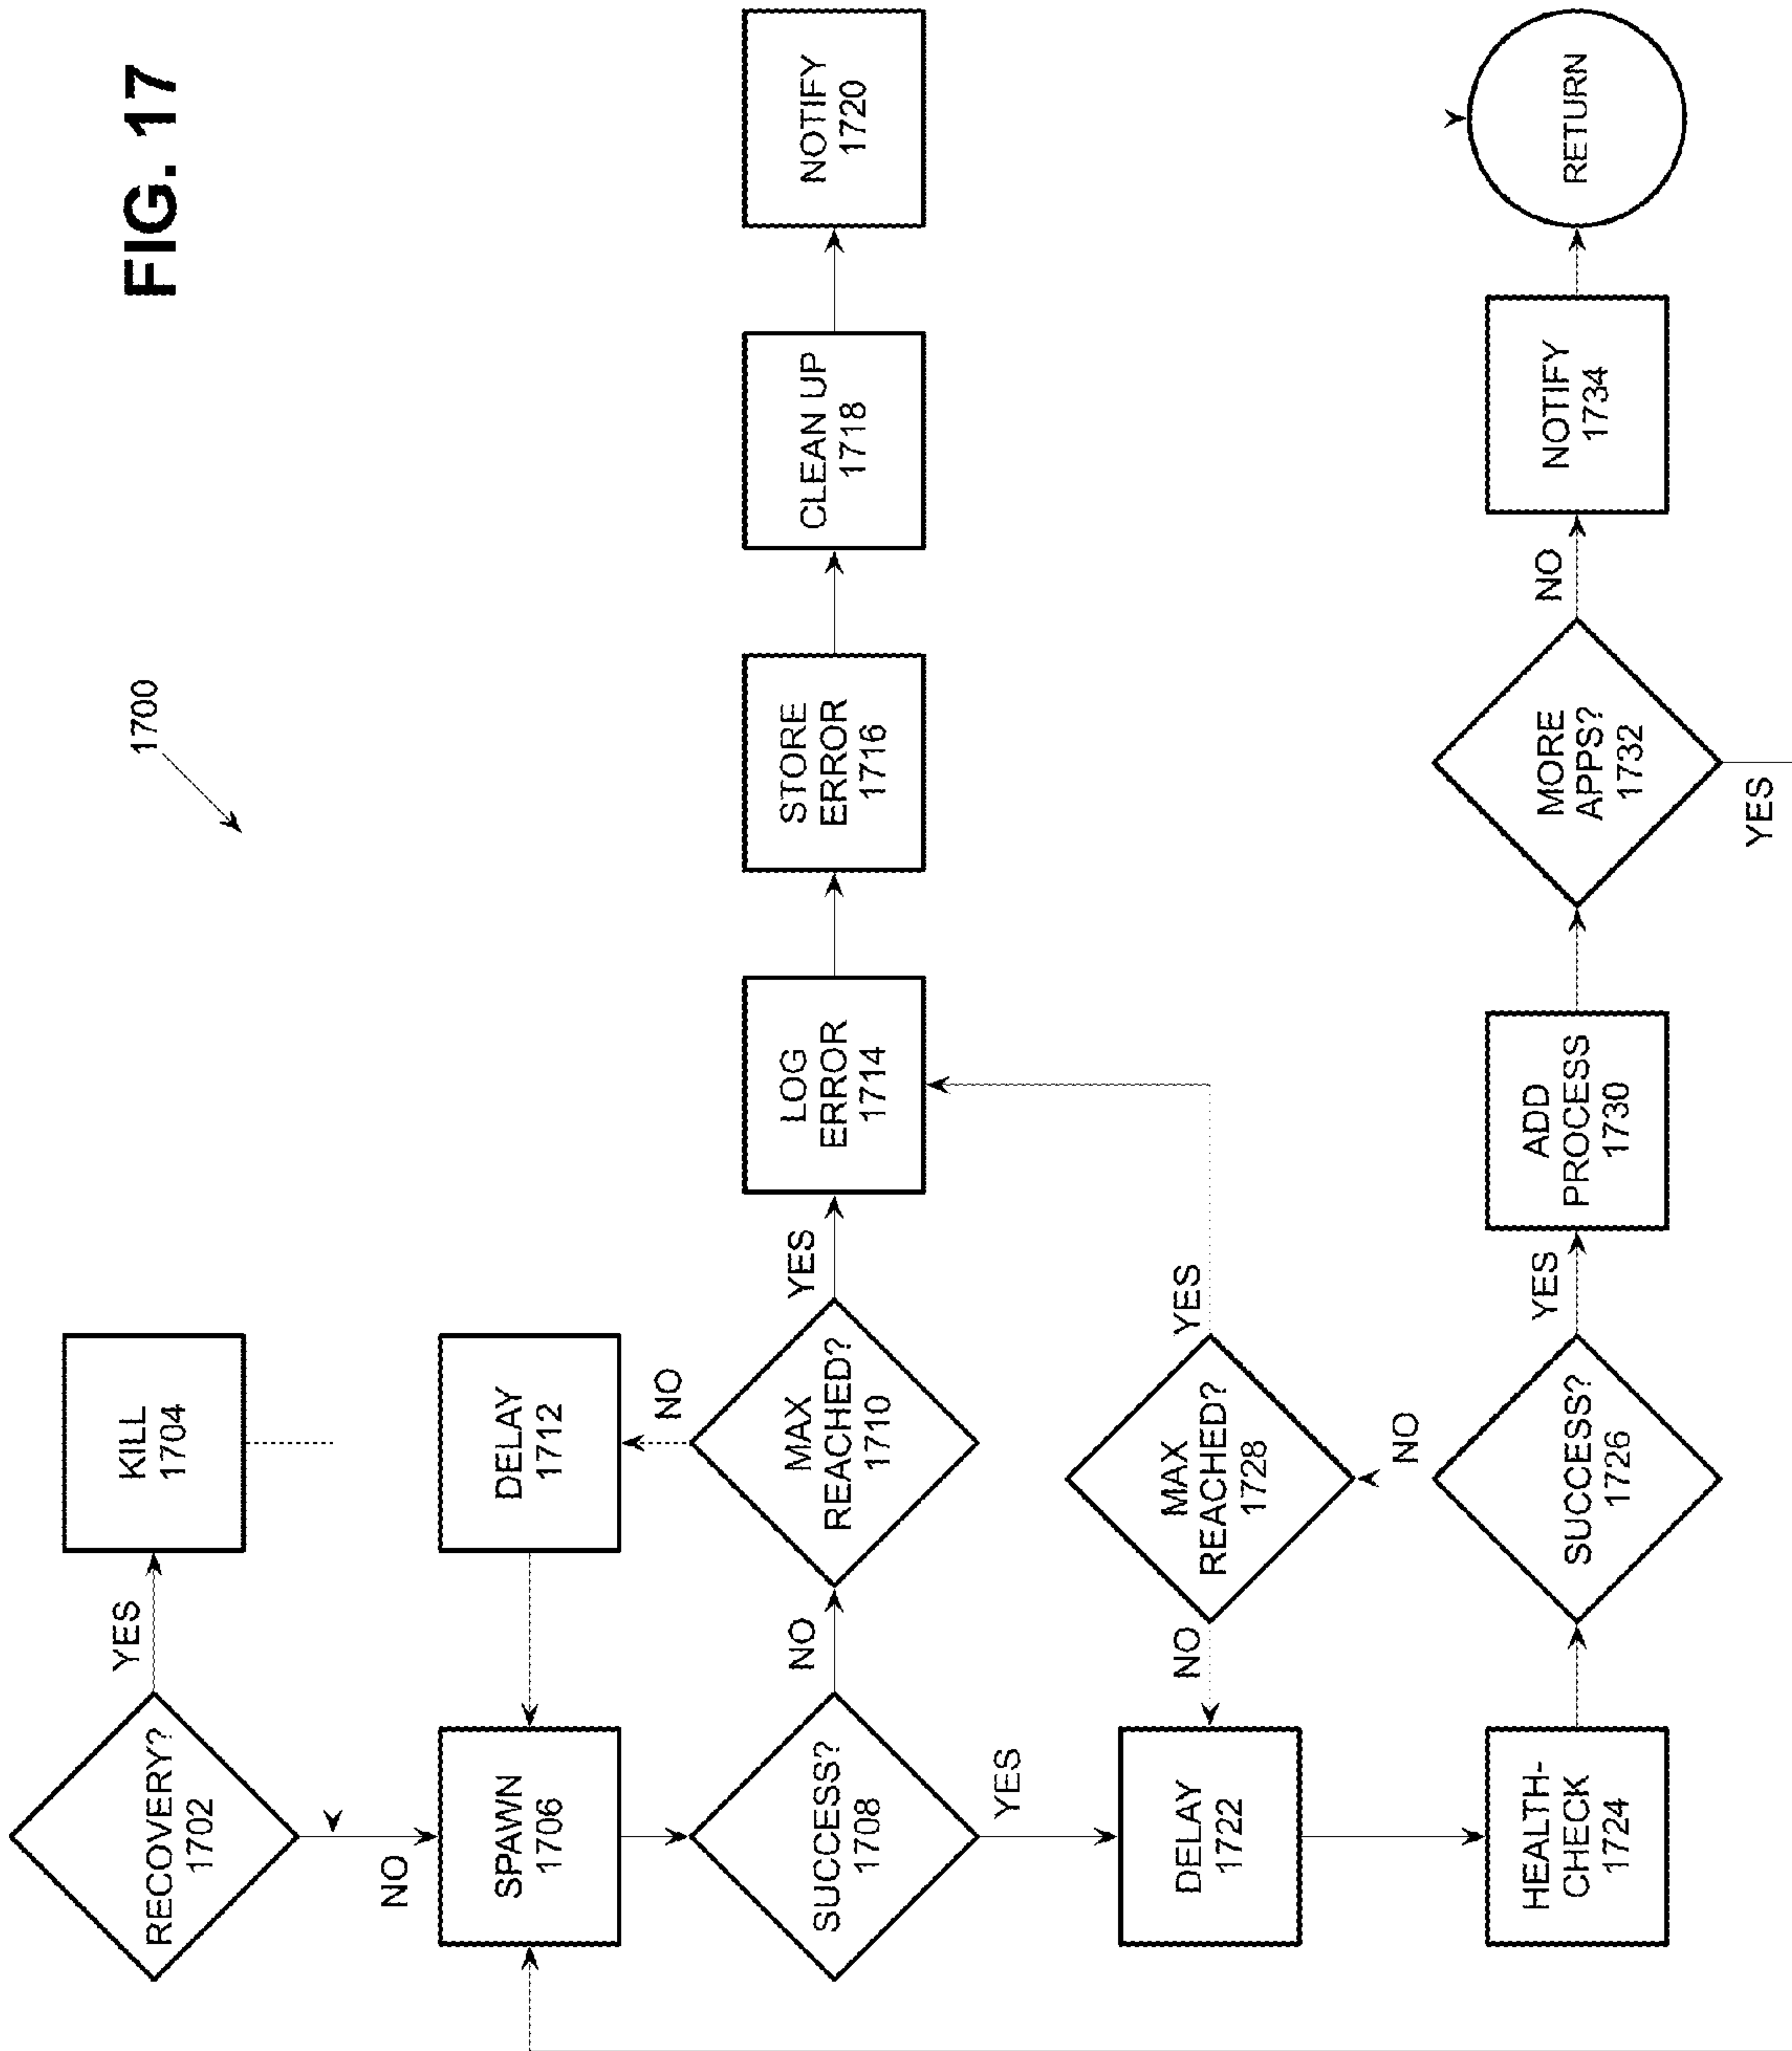 FIG. 17
1700
RECOVERY?
1702
YES
KILL
1704
NO
SPAWN
1706
DELAY
1712
NO
SUCCESS?
1708
NO
MAX
REACHED?
1710
YES
LOG
ERROR
1714
STORE
ERROR
1716
CLEAN UP
1718
NOTIFY
1720
YES
DELAY
1722
NO
MAX
REACHED?
1728
YES
NO
HEALTH-
CHECK
1724
SUCCESS?
1726
YES
ADD
PROCESS
1730
MORE
APPS?
1732
NO
NOTIFY
1734
RETURN
YES